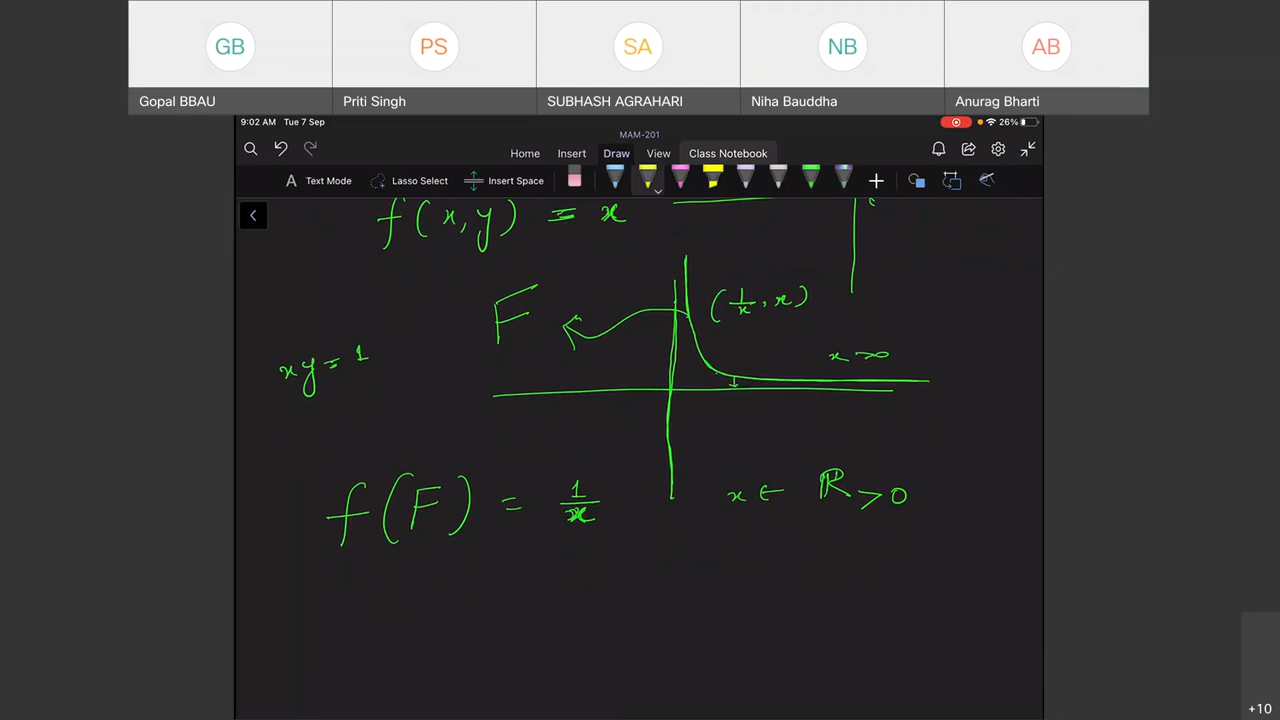 GB PS SA NB AB
Gopal BBAU Priti Singh SUBHASH AGRAHARI Niha Bauddha Anurag Bharti
9:02 AM Tue 7 Sep 26%
MAM-201
Home Insert Draw View Class Notebook
A Text Mode Lasso Select Insert Space
f(x,y) = x
F (1/x, x)
xy = 1 x>0
f(F) = 1/x x ∈ ℝ>0
+10